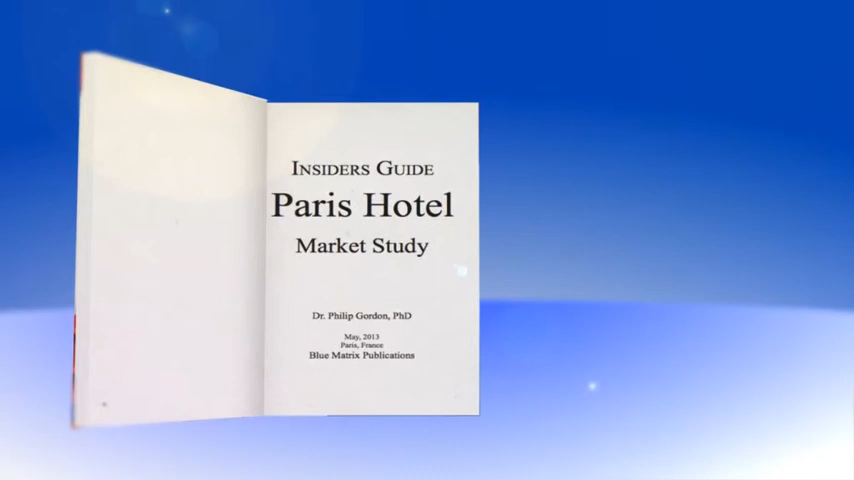 INSIDERS GUIDE
Paris Hotel
Market Study
Dr. Philip Gordon, PhD
May, 2013
Paris, France
Blue Matrix Publications